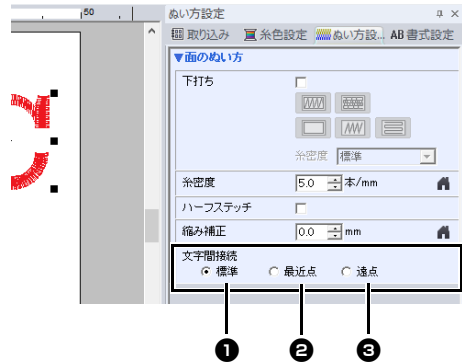 50
ぬい方設定
取り込み 糸色設定 ぬい方設... AB 書式設定
▼面のぬい方
下打ち
糸密度 標準
糸密度 5.0 本/mm
ハーフステッチ
縮み補正 0.0 mm
文字間接続
標準 最近点 遠点
❶ ❷ ❸